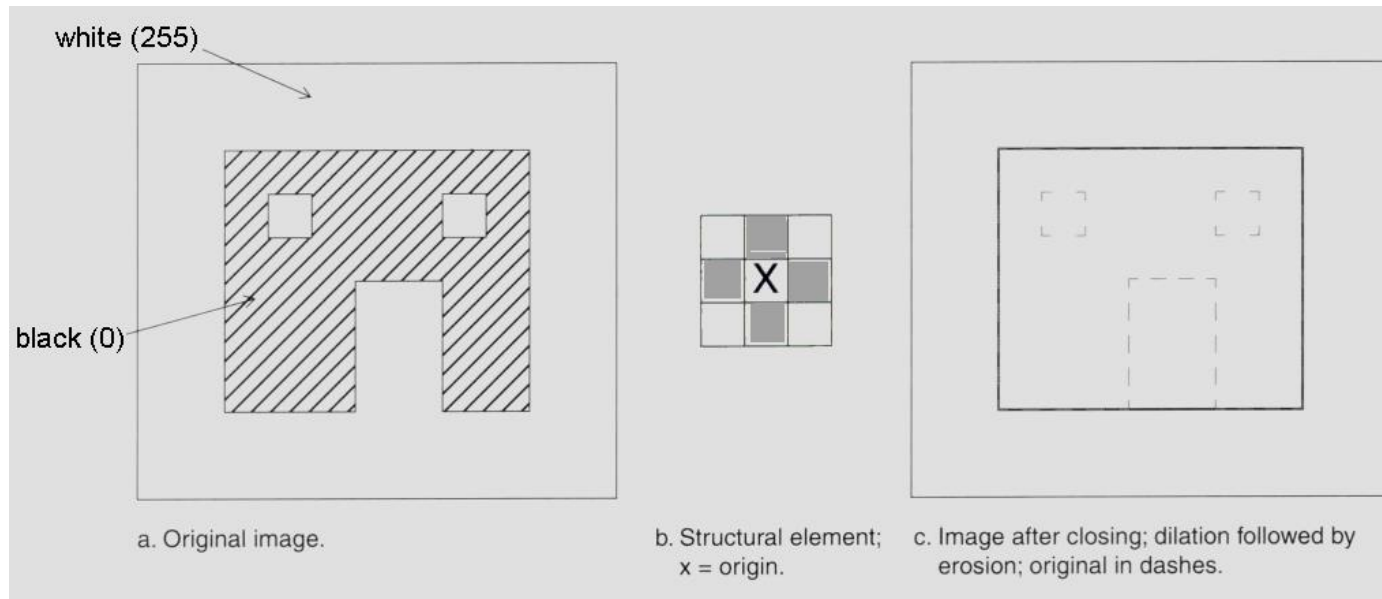 white (255)
black (0)
X
a. Original image.
b. Structural element;
x = origin.
c. Image after closing; dilation followed by
erosion; original in dashes.